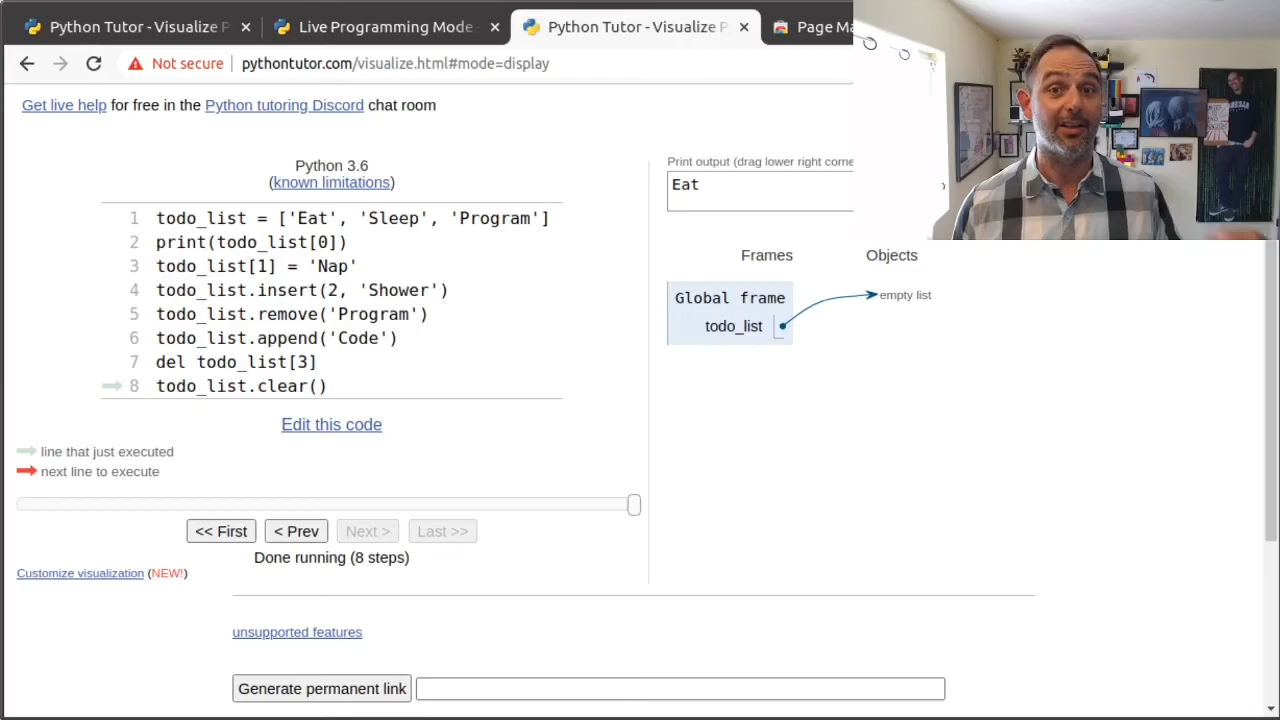 Python Tutor - Visualize P
Live Programming Mode -
Python Tutor - Visualize P
Page Ma
Not secure
pythontutor.com/visualize.html#mode=display
Get live help for free in the Python tutoring Discord chat room
Python 3.6
(known limitations)
1 todo_list = ['Eat', 'Sleep', 'Program']
2 print(todo_list[0])
3 todo_list[1] = 'Nap'
4 todo_list.insert(2, 'Shower')
5 todo_list.remove('Program')
6 todo_list.append('Code')
7 del todo_list[3]
8 todo_list.clear()
Edit this code
line that just executed
next line to execute
<< First
< Prev
Next >
Last >>
Done running (8 steps)
Customize visualization (NEW!)
Print output (drag lower right corne
Eat
Frames
Objects
Global frame
todo_list
empty list
unsupported features
Generate permanent link